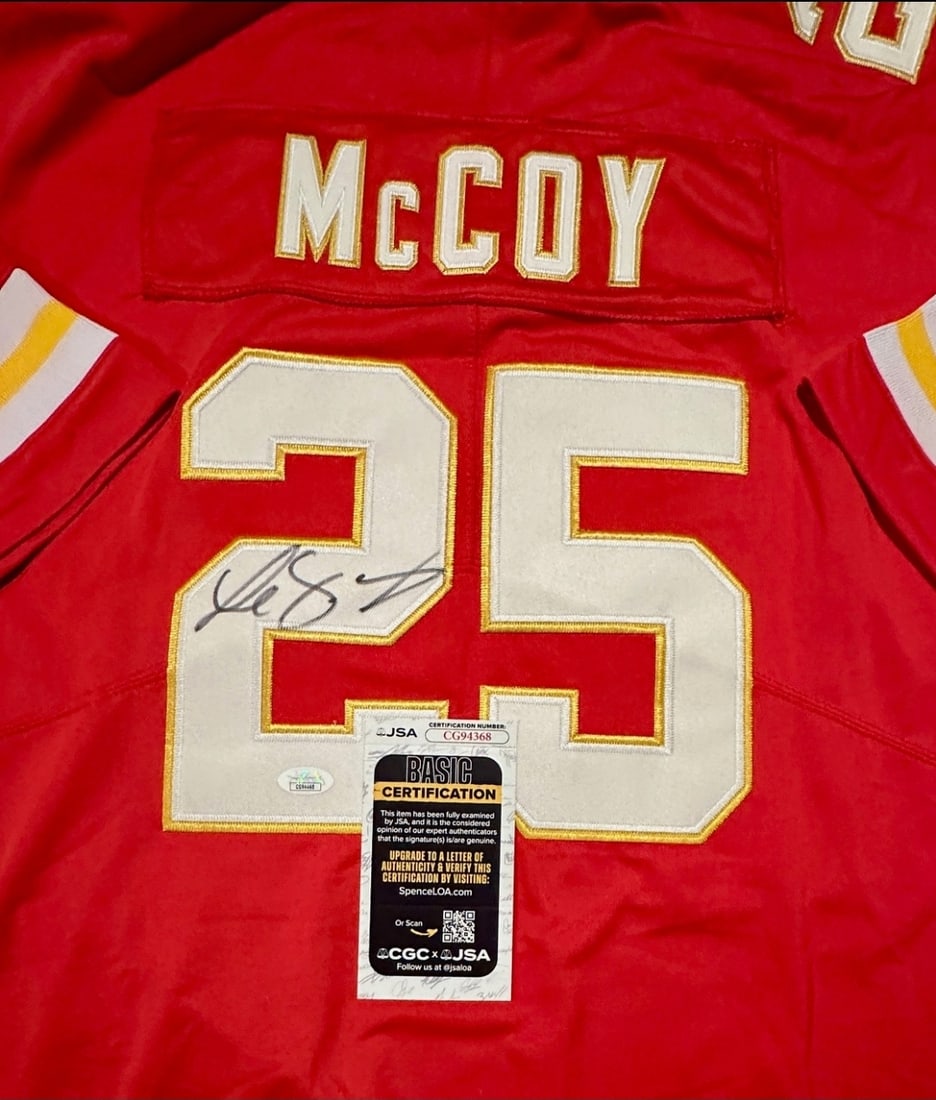 McCOY
25
JSA
CERTIFICATION NUMBER:
CG94368
BASIC
CERTIFICATION
This item has been fully examined
by JSA, and it is the considered
opinion of our expert authenticators
that the signature(s) is/are genuine.
UPGRADE TO A LETTER OF
AUTHENTICITY & VERIFY THIS
CERTIFICATION BY VISITING:
SpenceLOA.com
Or Scan
CGC x JSA
Follow us at @jsaloa
CG94468